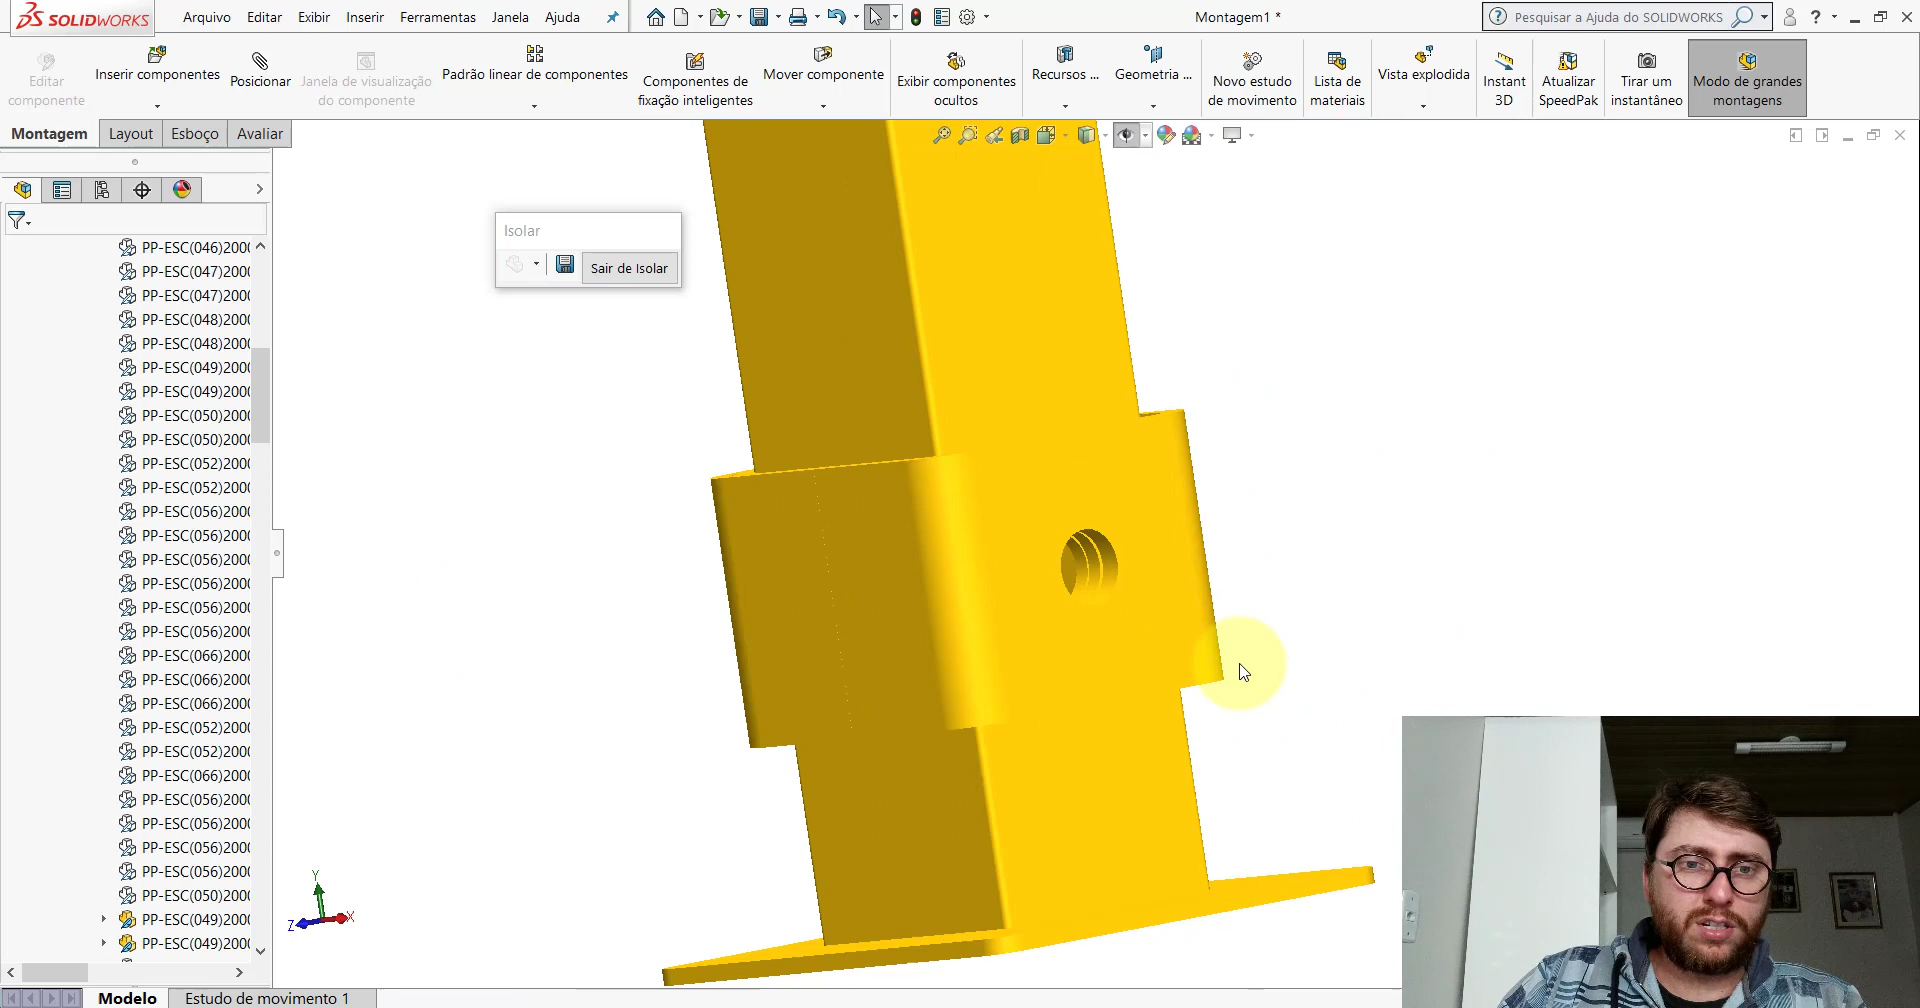 SOLIDWORKS
Arquivo Editar Exibir Inserir Ferramentas Janela Ajuda
Montagem1 *
Pesquisar a Ajuda do SOLIDWORKS
Editar componente
Inserir componentes
Posicionar
Janela de visualização do componente
Padrão linear de componentes
Componentes de fixação inteligentes
Mover componente
Exibir componentes ocultos
Recursos ...
Geometria ...
Novo estudo de movimento
Lista de materiais
Vista explodida
Instant 3D
Atualizar SpeedPak
Tirar um instantâneo
Modo de grandes montagens
Montagem Layout Esboço Avaliar
Isolar
Sair de Isolar
PP-ESC(046)200
PP-ESC(047)200
PP-ESC(047)200
PP-ESC(048)200
PP-ESC(048)200
PP-ESC(049)200
PP-ESC(049)200
PP-ESC(050)200
PP-ESC(050)200
PP-ESC(052)200
PP-ESC(052)200
PP-ESC(056)200
PP-ESC(056)200
PP-ESC(056)200
PP-ESC(056)200
PP-ESC(056)200
PP-ESC(056)200
PP-ESC(066)200
PP-ESC(066)200
PP-ESC(066)200
PP-ESC(052)200
PP-ESC(052)200
PP-ESC(066)200
PP-ESC(056)200
PP-ESC(056)200
PP-ESC(056)200
PP-ESC(056)200
PP-ESC(050)200
PP-ESC(049)200
PP-ESC(049)200
Y
Z
X
Modelo Estudo de movimento 1